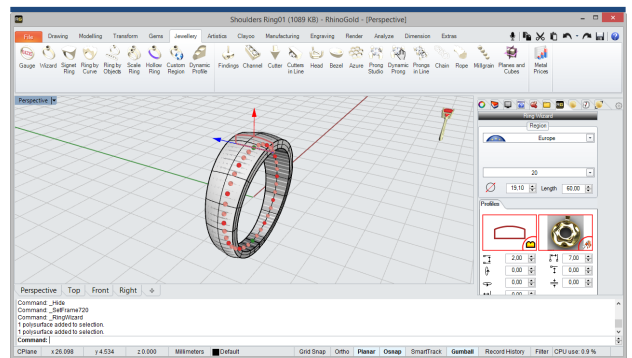 Shoulders Ring01 (1089 KB) - RhinoGold - [Perspective]
File Drawing Modelling Transform Gems Jewellery Artistics Clayoo Manufacturing Engraving Render Analyze Dimension Extras
Gauge Wizard Signet Ring Ring by Curve Ring by Objects Scale Ring Hollow Ring Custom Region Dynamic Profile Findings Channel Cutter Cutters in Line Head Bezel Azure Prong Studio Dynamic Prong Prongs in Line Chain Rope Millgrain Planes and Cubes Metal Prices
Perspective
Ring Wizard
Region
Europe
20
19,10 Length 60,00
Profiles
2,00 7,00
0,00 0,00
0,00 0,00
Perspective Top Front Right
Command: _Hide
Command: _SetFrame720
Command: _RingWizard
1 polysurface added to selection.
1 polysurface added to selection.
Command:
CPlane x 26.098 y 4.534 z 0.000 Millimeters Default Grid Snap Ortho Planar Osnap SmartTrack Gumball Record History Filter CPU use: 0.9 %